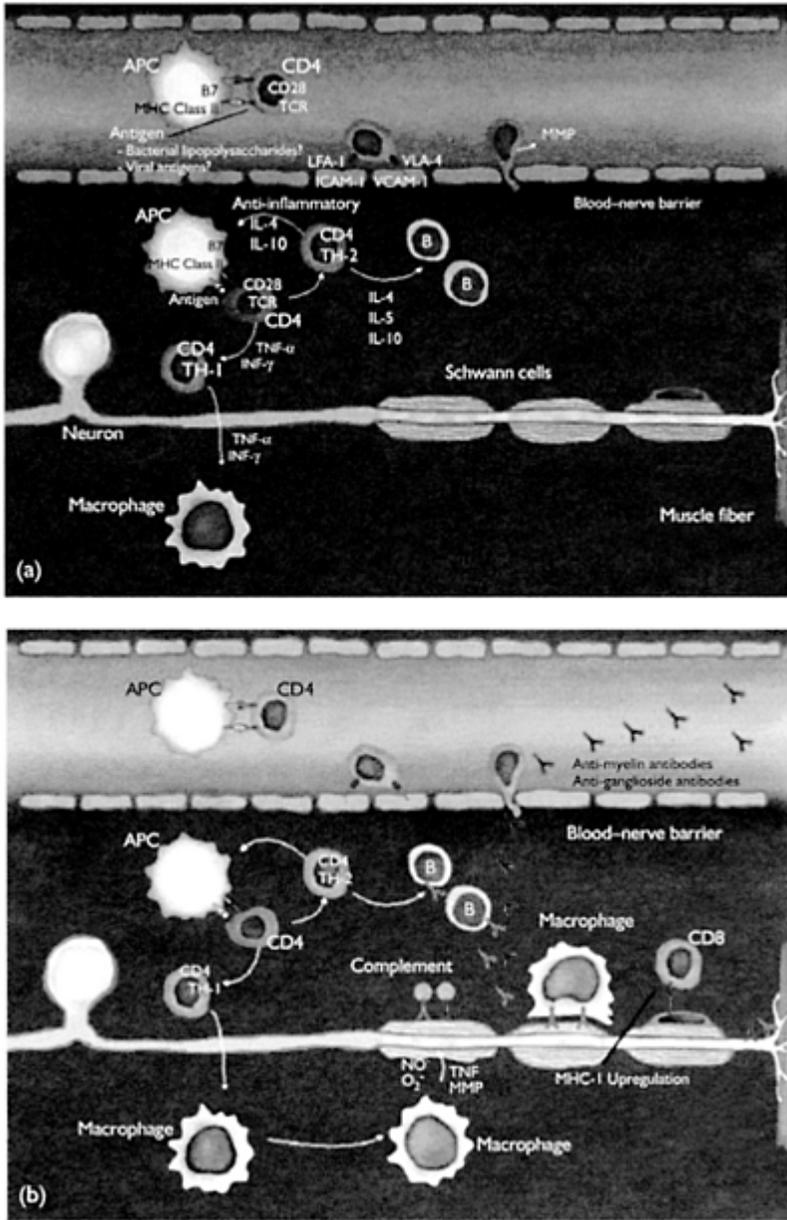 APC
CD4
B7
CD28
MHC Class II
TCR
Antigen
- Bacterial lipopolysaccharides?
- Viral antigens?
LFA-1
VLA-4
ICAM-1
VCAM-1
MMP
Blood–nerve barrier
APC
Anti-inflammatory
IL-4
IL-10
CD4
TH-2
B
B
B7
MHC Class II
Antigen
CD28
TCR
CD4
IL-4
IL-5
IL-10
CD4
TH-1
TNF-α
INF-γ
Schwann cells
Neuron
TNF-α
INF-γ
Macrophage
Muscle fiber
(a)
APC
CD4
Anti-myelin antibodies
Anti-ganglioside antibodies
Blood–nerve barrier
APC
CD4
TH-2
B
B
CD4
CD4
TH-1
Complement
Macrophage
CD8
NO
O2-
TNF
MMP
MHC-1 Upregulation
Macrophage
Macrophage
(b)